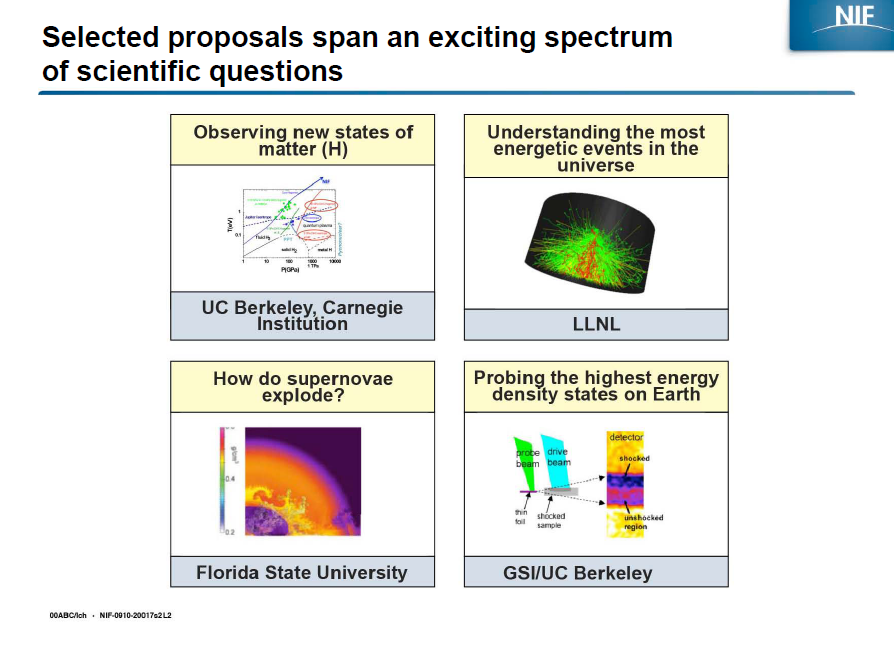 NIF
Selected proposals span an exciting spectrum
of scientific questions
Observing new states of
matter (H)
NIF
Jupiter isentrope
quantum plasma
fluid H2
solid H2
metal H
T(eV)
1
0.1
1
10
100
1000
10000
1 TPa
P(GPa)
UC Berkeley, Carnegie
Institution
Understanding the most
energetic events in the
universe
LLNL
How do supernovae
explode?
g/cm³
0.4
0.2
Florida State University
Probing the highest energy
density states on Earth
probe
beam
drive
beam
thin
foil
shocked
sample
detector
shocked
unshocked
region
GSI/UC Berkeley
00ABC/lch • NIF-0910-20017s2L2